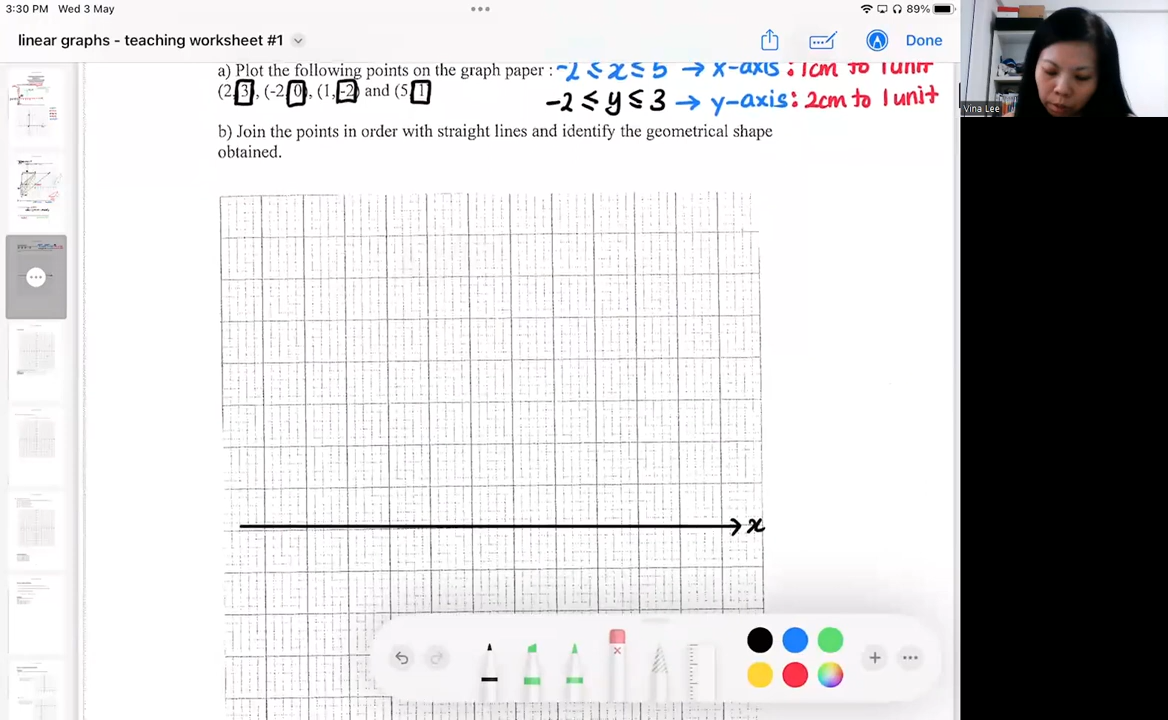 3:30 PM Wed 3 May
89%
linear graphs - teaching worksheet #1
Done
a) Plot the following points on the graph paper : -2 ≤ x ≤ 5 → x-axis : 1cm to 1 unit
(2, 3), (-2, 0), (1, -2) and (5, 1)
-2 ≤ y ≤ 3 → y-axis : 2cm to 1 unit
b) Join the points in order with straight lines and identify the geometrical shape
obtained.
x
Vina Lee